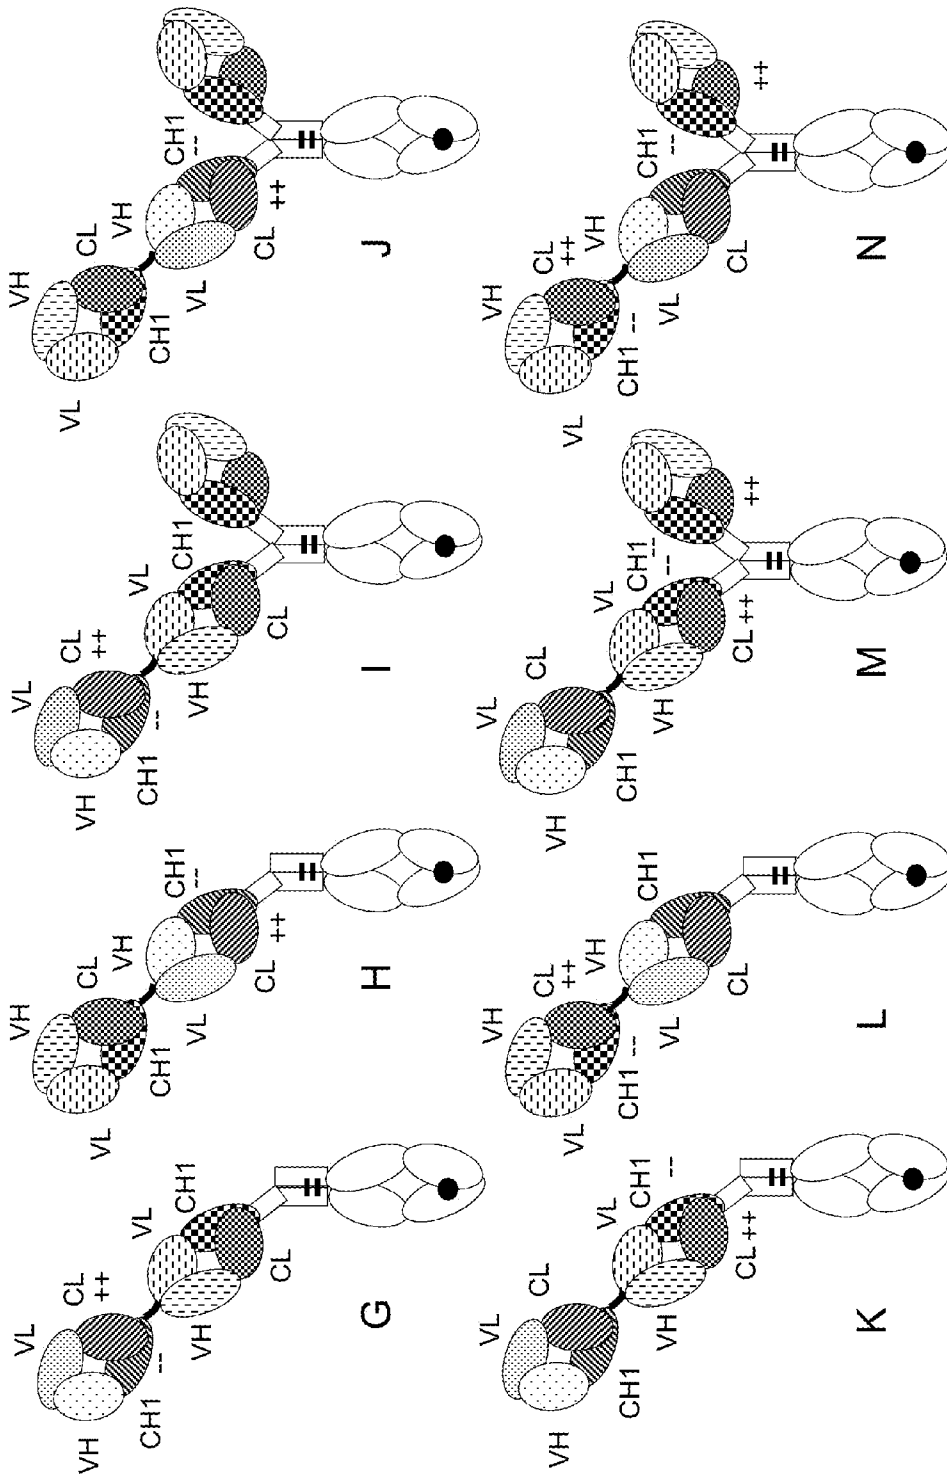 VL
CL
++
VH
VL
CH1
--
CH1
VH
CL
G
VH
CL
VL
VH
CH1
CH1
--
VL
CL
++
H
VL
CL
++
VH
VL
CH1
--
CH1
VH
CL
I
VH
CL
VL
VH
CH1
CH1
--
VL
CL
++
J
VL
CL
VH
VL
CH1
CH1
--
VH
CL ++
K
VH
CL
++
VL
VH
CH1 --
CH1
VL
CL
L
VL
CL
VH
VL
CH1
CH1
--
--
VH
CL ++
++
M
VH
CL
++
VL
VH
CH1 --
CH1
--
VL
CL
++
N